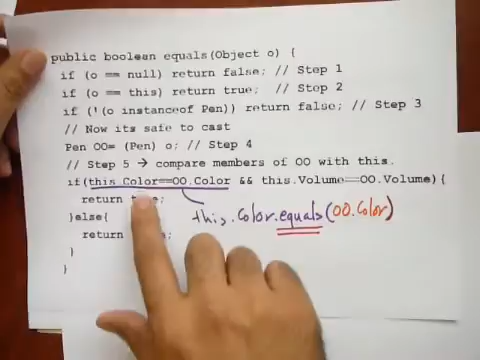 public boolean equals(Object o) {
if (o == null) return false; // Step 1
if (o == this) return true; // Step 2
if (!(o instanceof Pen)) return false; // Step 3
// Now its safe to cast
Pen OO= (Pen) o; // Step 4
// Step 5 → compare members of OO with this.
if(this.Color==OO.Color && this.Volume==OO.Volume){
return
this.Color.equals(OO.Color)
}else{
return
}
}